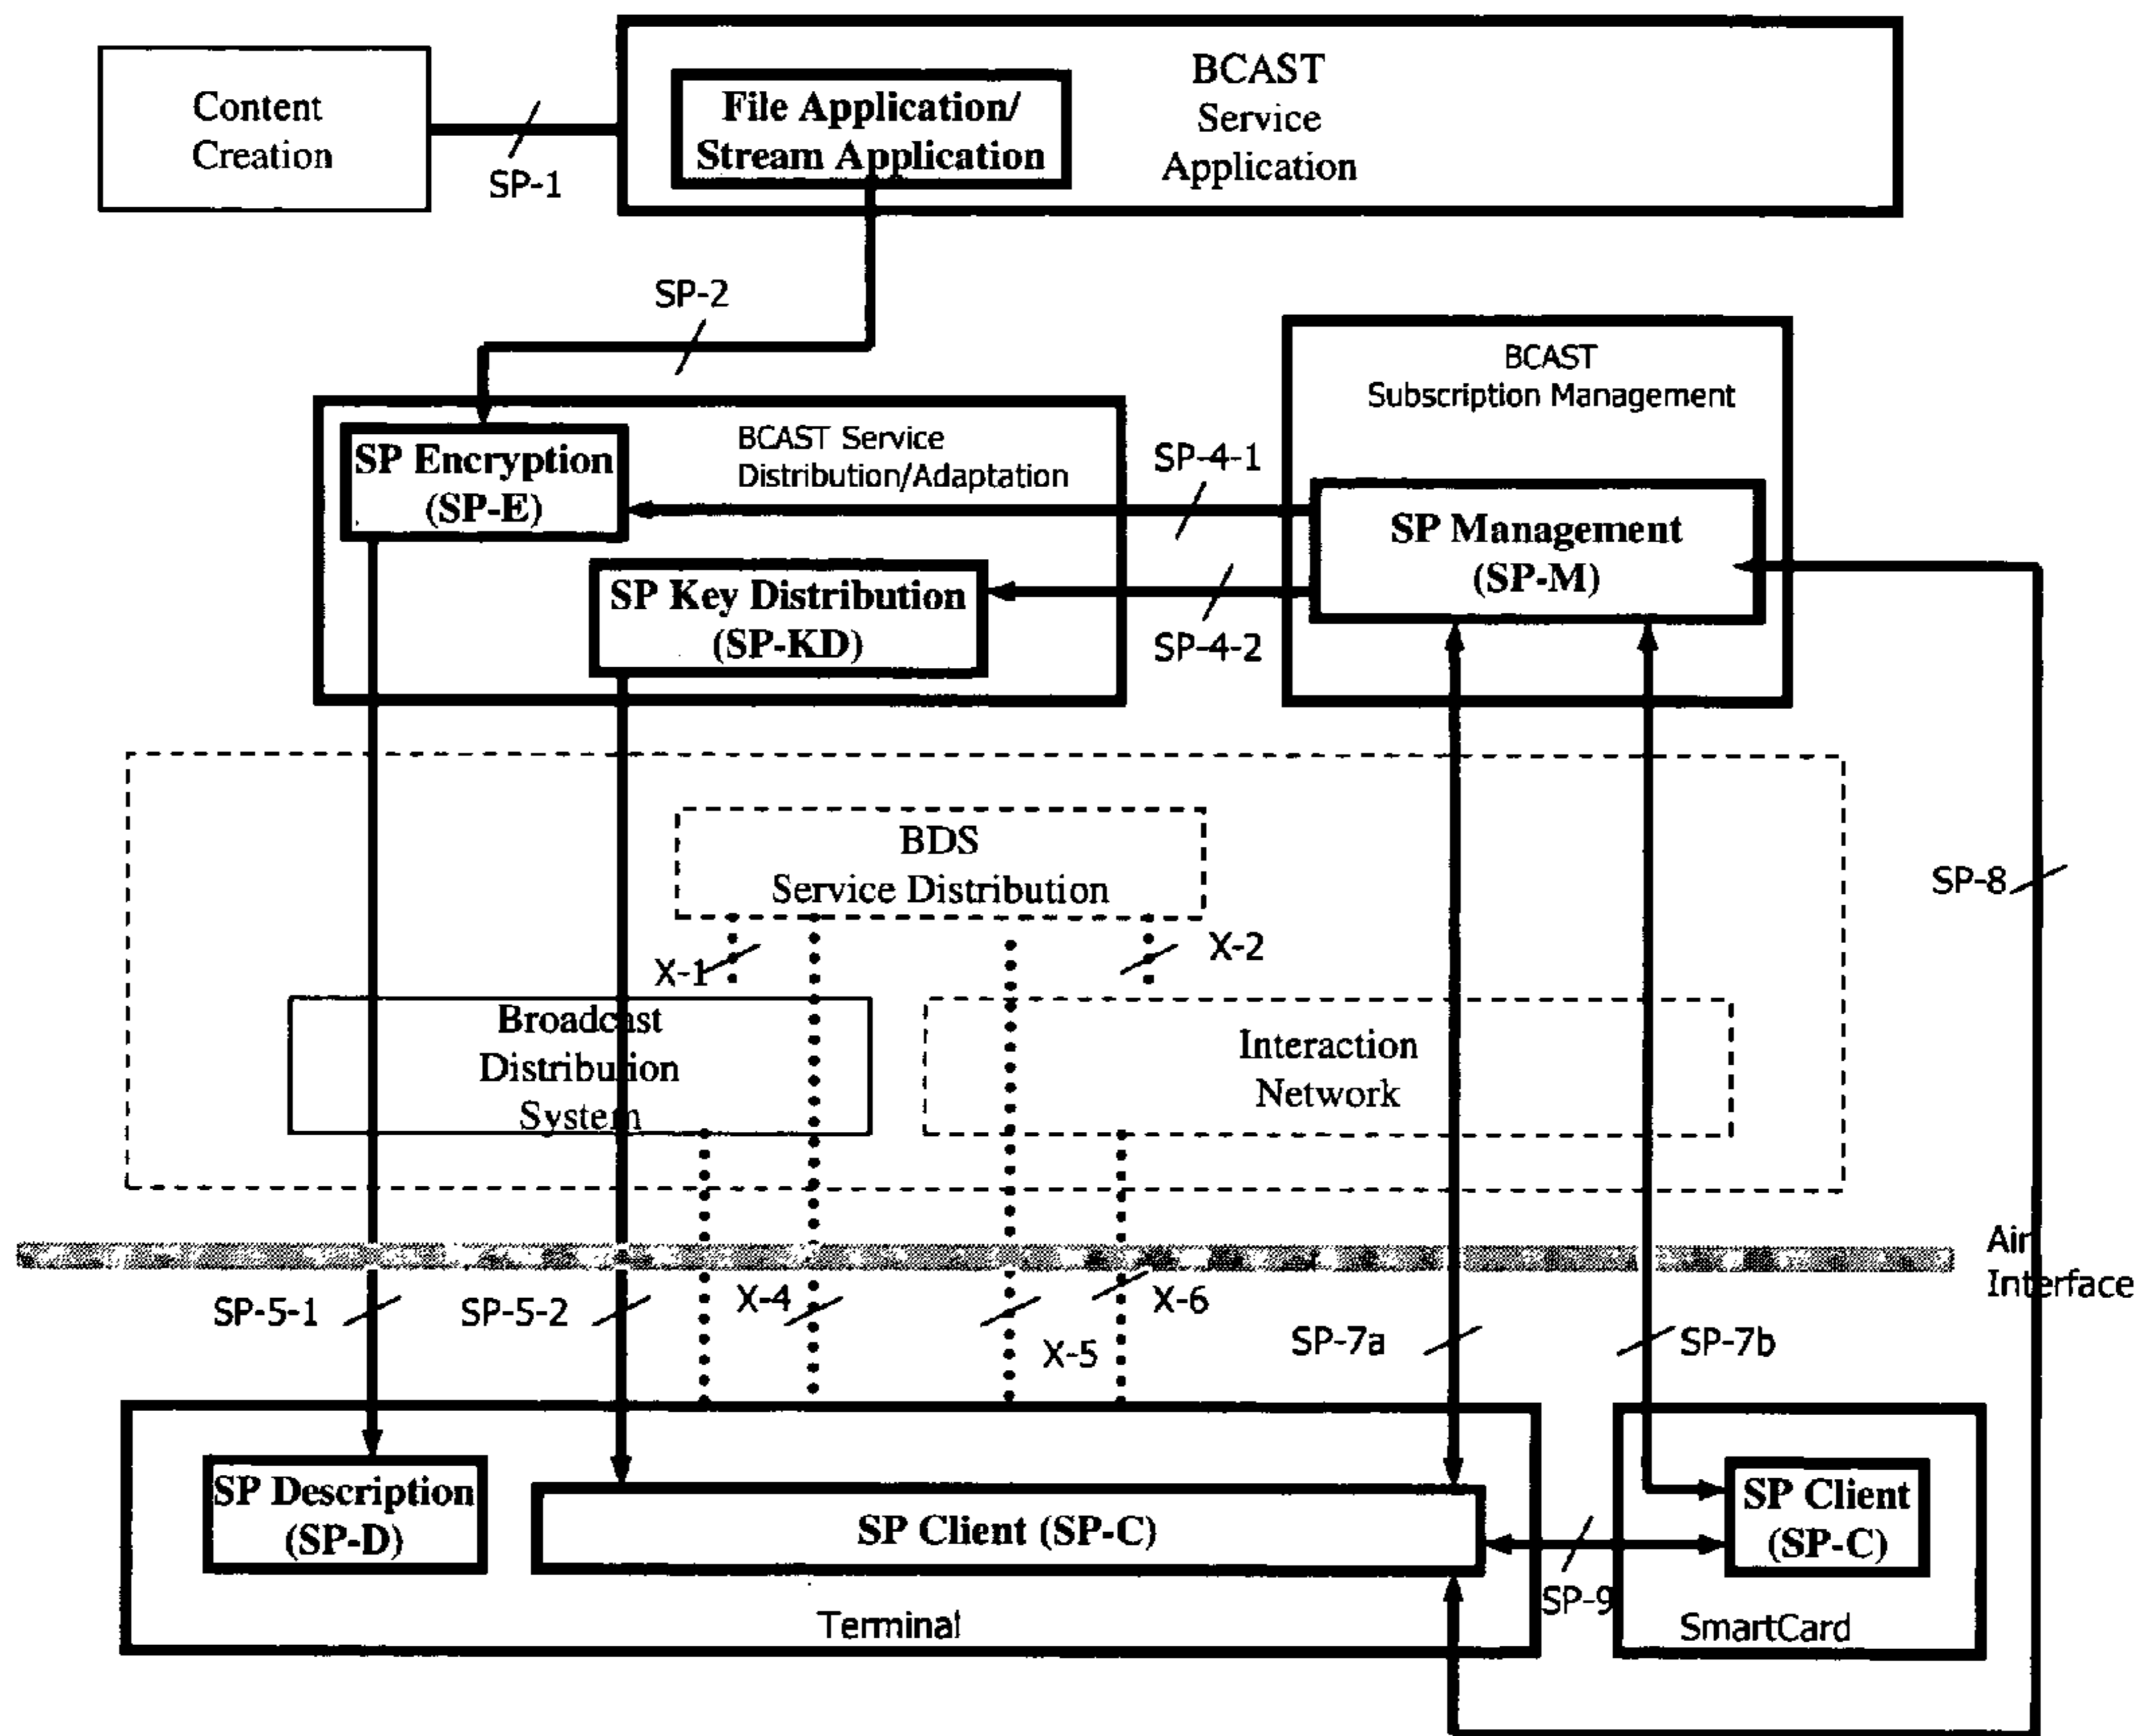 BCAST
Service
Application
Content
Creation
File Application/
Stream Application
SP-1
SP-2
BCAST
Subscription Management
BCAST Service
Distribution/Adaptation
SP Encryption
(SP-E)
SP-4-1
SP Management
(SP-M)
SP Key Distribution
(SP-KD)
SP-4-2
BDS
Service Distribution
SP-8
X-1
X-2
Broadcast
Distribution
System
Interaction
Network
Air
Interface
SP-5-1
SP-5-2
X-4
X-6
X-5
SP-7a
SP-7b
SP Description
(SP-D)
SP Client (SP-C)
SP Client
(SP-C)
SP-9
Terminal
SmartCard